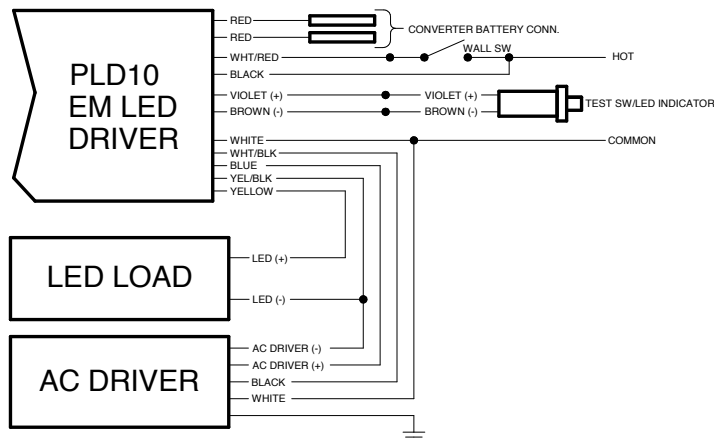 RED
RED
CONVERTER BATTERY CONN.
WALL SW
WHT/RED
HOT
BLACK
VIOLET (+)
VIOLET (+)
BROWN (-)
BROWN (-)
TEST SW/LED INDICATOR
PLD10
EM LED
DRIVER
WHITE
COMMON
WHT/BLK
BLUE
YEL/BLK
YELLOW
LED LOAD
LED (+)
LED (-)
AC DRIVER
AC DRIVER (-)
AC DRIVER (+)
BLACK
WHITE